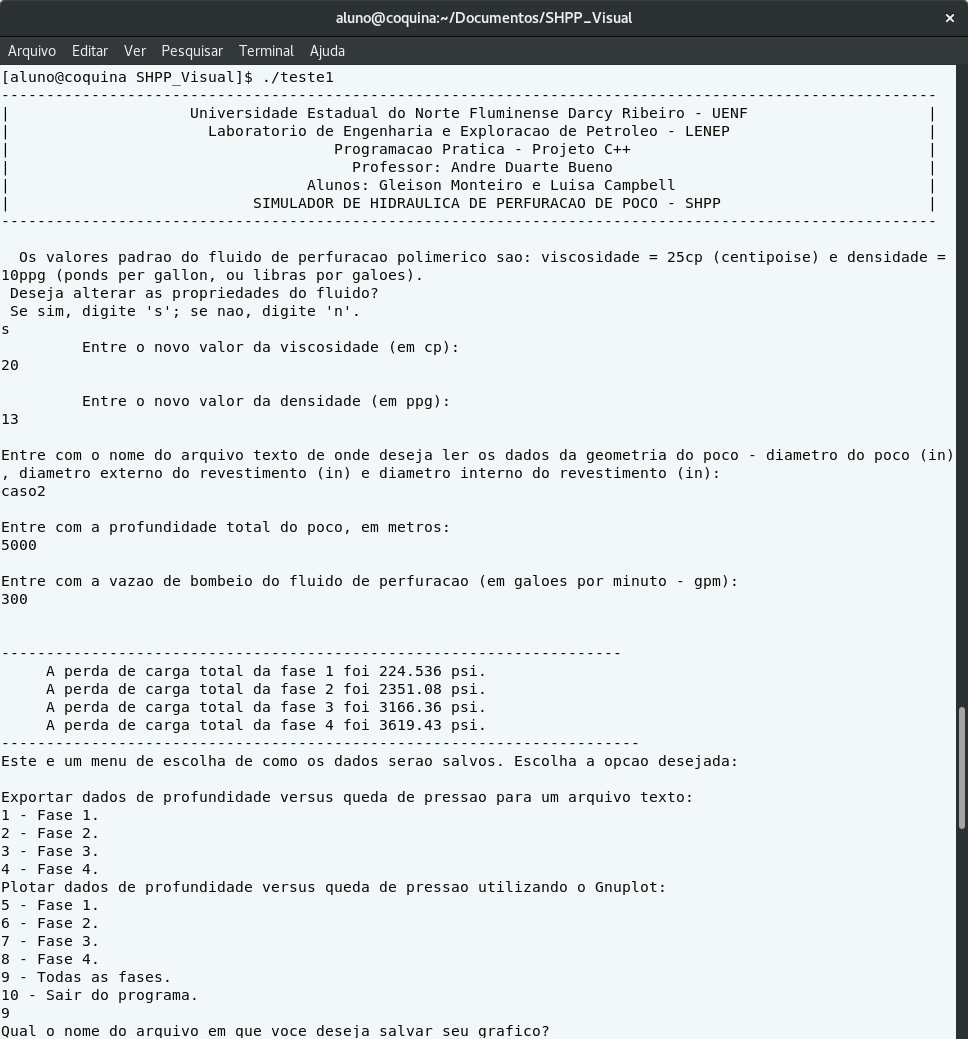 aluno@coquina:~/Documentos/SHPP_Visual ×
Arquivo Editar Ver Pesquisar Terminal Ajuda
[aluno@coquina SHPP_Visual]$ ./teste1
--------------------------------------------------------------------------------------------------------
| Universidade Estadual do Norte Fluminense Darcy Ribeiro - UENF |
| Laboratorio de Engenharia e Exploracao de Petroleo - LENEP |
| Programacao Pratica - Projeto C++ |
| Professor: Andre Duarte Bueno |
| Alunos: Gleison Monteiro e Luisa Campbell |
| SIMULADOR DE HIDRAULICA DE PERFURACAO DE POCO - SHPP |
--------------------------------------------------------------------------------------------------------
Os valores padrao do fluido de perfuracao polimerico sao: viscosidade = 25cp (centipoise) e densidade =
10ppg (ponds per gallon, ou libras por galoes).
Deseja alterar as propriedades do fluido?
Se sim, digite 's'; se nao, digite 'n'.
s
Entre o novo valor da viscosidade (em cp):
20
Entre o novo valor da densidade (em ppg):
13
Entre com o nome do arquivo texto de onde deseja ler os dados da geometria do poco - diametro do poco (in)
, diametro externo do revestimento (in) e diametro interno do revestimento (in):
caso2
Entre com a profundidade total do poco, em metros:
5000
Entre com a vazao de bombeio do fluido de perfuracao (em galoes por minuto - gpm):
300
---------------------------------------------------------------------
A perda de carga total da fase 1 foi 224.536 psi.
A perda de carga total da fase 2 foi 2351.08 psi.
A perda de carga total da fase 3 foi 3166.36 psi.
A perda de carga total da fase 4 foi 3619.43 psi.
-----------------------------------------------------------------------
Este e um menu de escolha de como os dados serao salvos. Escolha a opcao desejada:
Exportar dados de profundidade versus queda de pressao para um arquivo texto:
1 - Fase 1.
2 - Fase 2.
3 - Fase 3.
4 - Fase 4.
Plotar dados de profundidade versus queda de pressao utilizando o Gnuplot:
5 - Fase 1.
6 - Fase 2.
7 - Fase 3.
8 - Fase 4.
9 - Todas as fases.
10 - Sair do programa.
9
Qual o nome do arquivo em que voce deseja salvar seu grafico?